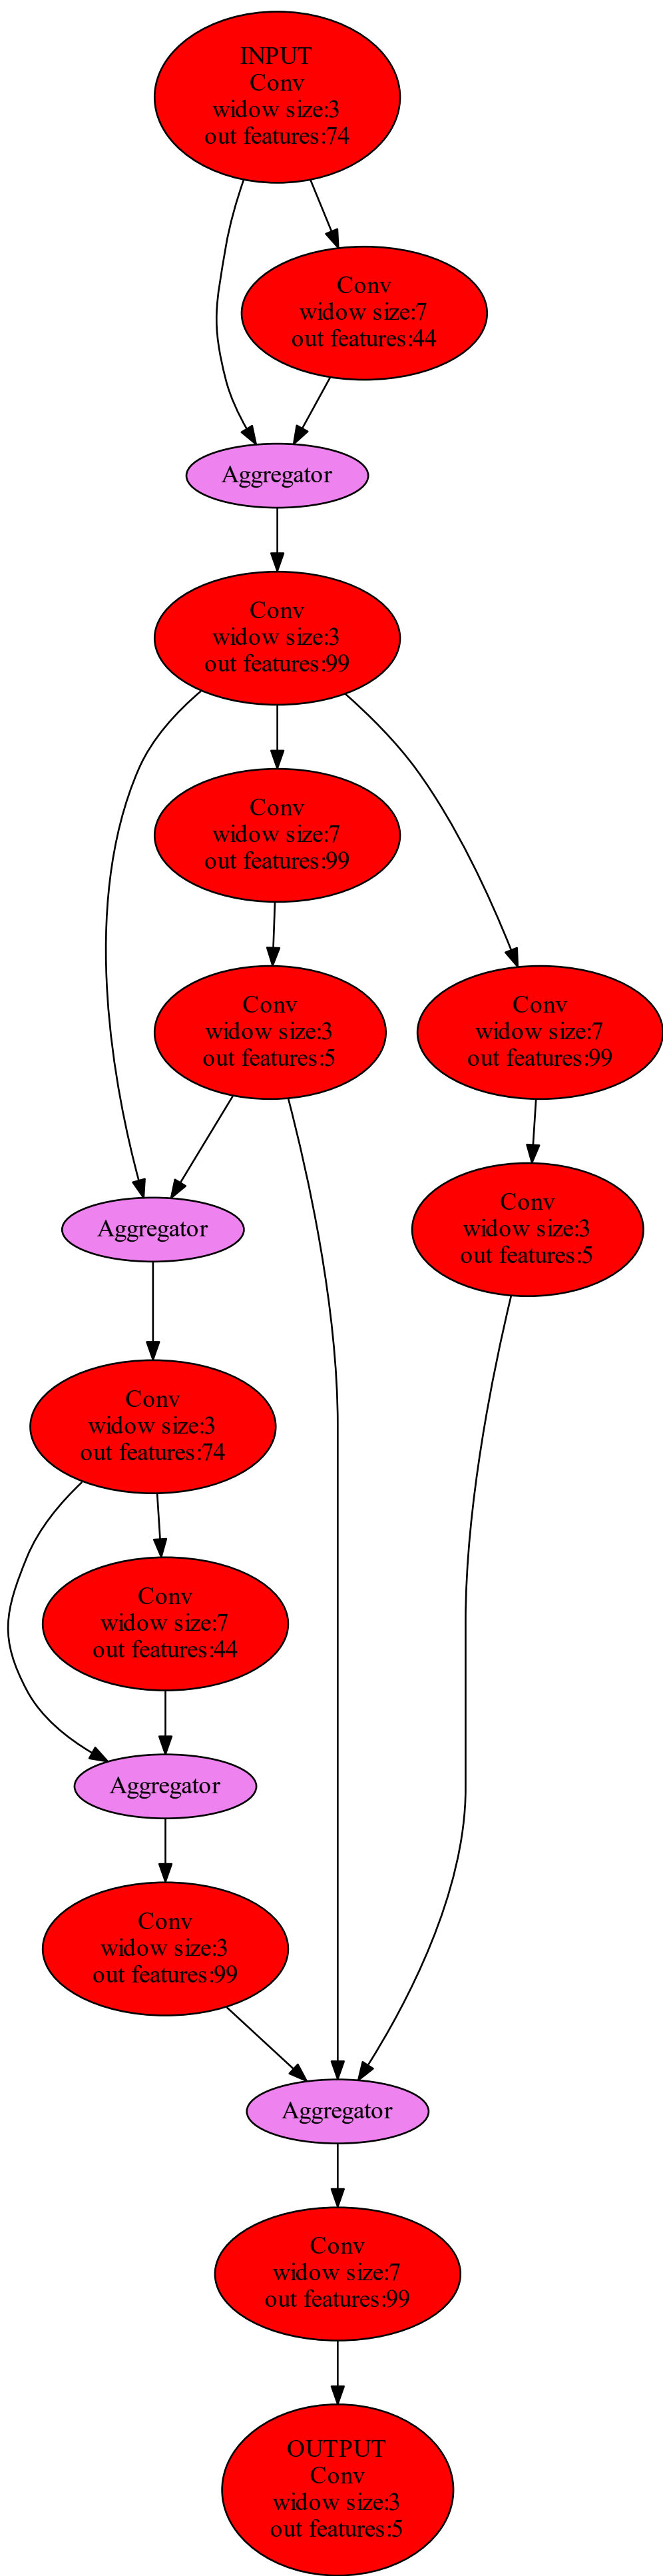 INPUT
Conv
widow size:3
out features:74
Conv
widow size:7
out features:44
Aggregator
Conv
widow size:3
out features:99
Conv
widow size:7
out features:99
Conv
widow size:3
out features:5
Conv
widow size:7
out features:99
Aggregator
Conv
widow size:3
out features:5
Conv
widow size:3
out features:74
Conv
widow size:7
out features:44
Aggregator
Conv
widow size:3
out features:99
Aggregator
Conv
widow size:7
out features:99
OUTPUT
Conv
widow size:3
out features:5